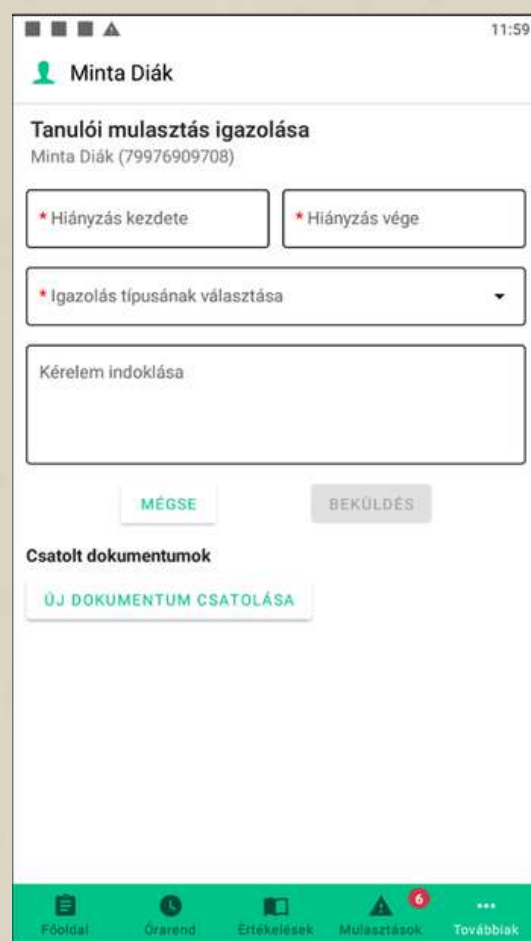 11:59
Minta Diák
Tanulói mulasztás igazolása
Minta Diák (79976909708)
* Hiányzás kezdete
* Hiányzás vége
* Igazolás típusának választása
Kérelem indoklása
MÉGSE
BEKÜLDÉS
Csatolt dokumentumok
ÚJ DOKUMENTUM CSATOLÁSA
6
Főoldal
Órarend
Értékelések
Mulasztások
Továbbiak